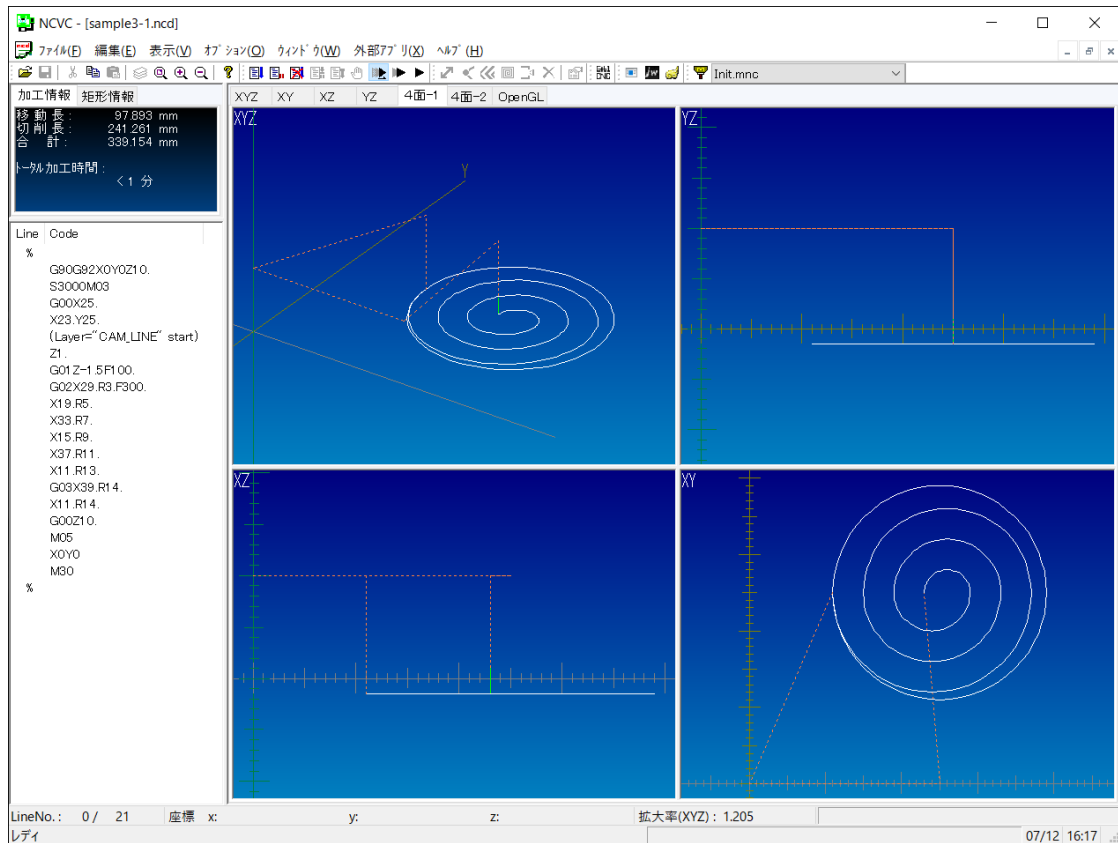 NCVC - [sample3-1.ncd]
ファイル(F) 編集(E) 表示(V) オプション(O) ウィンドウ(W) 外部アプリ(X) ヘルプ(H)
Init.mnc
加工情報 矩形情報
移動長: 97.893 mm
切削長: 241.261 mm
合 計: 339.154 mm
トータル加工時間:
<1 分
XYZ XY XZ YZ 4面-1 4面-2 OpenGL
XYZ
Y
YZ
XZ
XY
Line Code
%
G90G92X0Y0Z10.
S3000M03
G00X25.
X23.Y25.
(Layer="CAM_LINE" start)
Z1.
G01Z-1.5F100.
G02X29.R3.F300.
X19.R5.
X33.R7.
X15.R9.
X37.R11.
X11.R13.
G03X39.R14.
X11.R14.
G00Z10.
M05
X0Y0
M30
%
LineNo.: 0 / 21 座標 x: y: z: 拡大率(XYZ) : 1.205
レディ 07/12 16:17